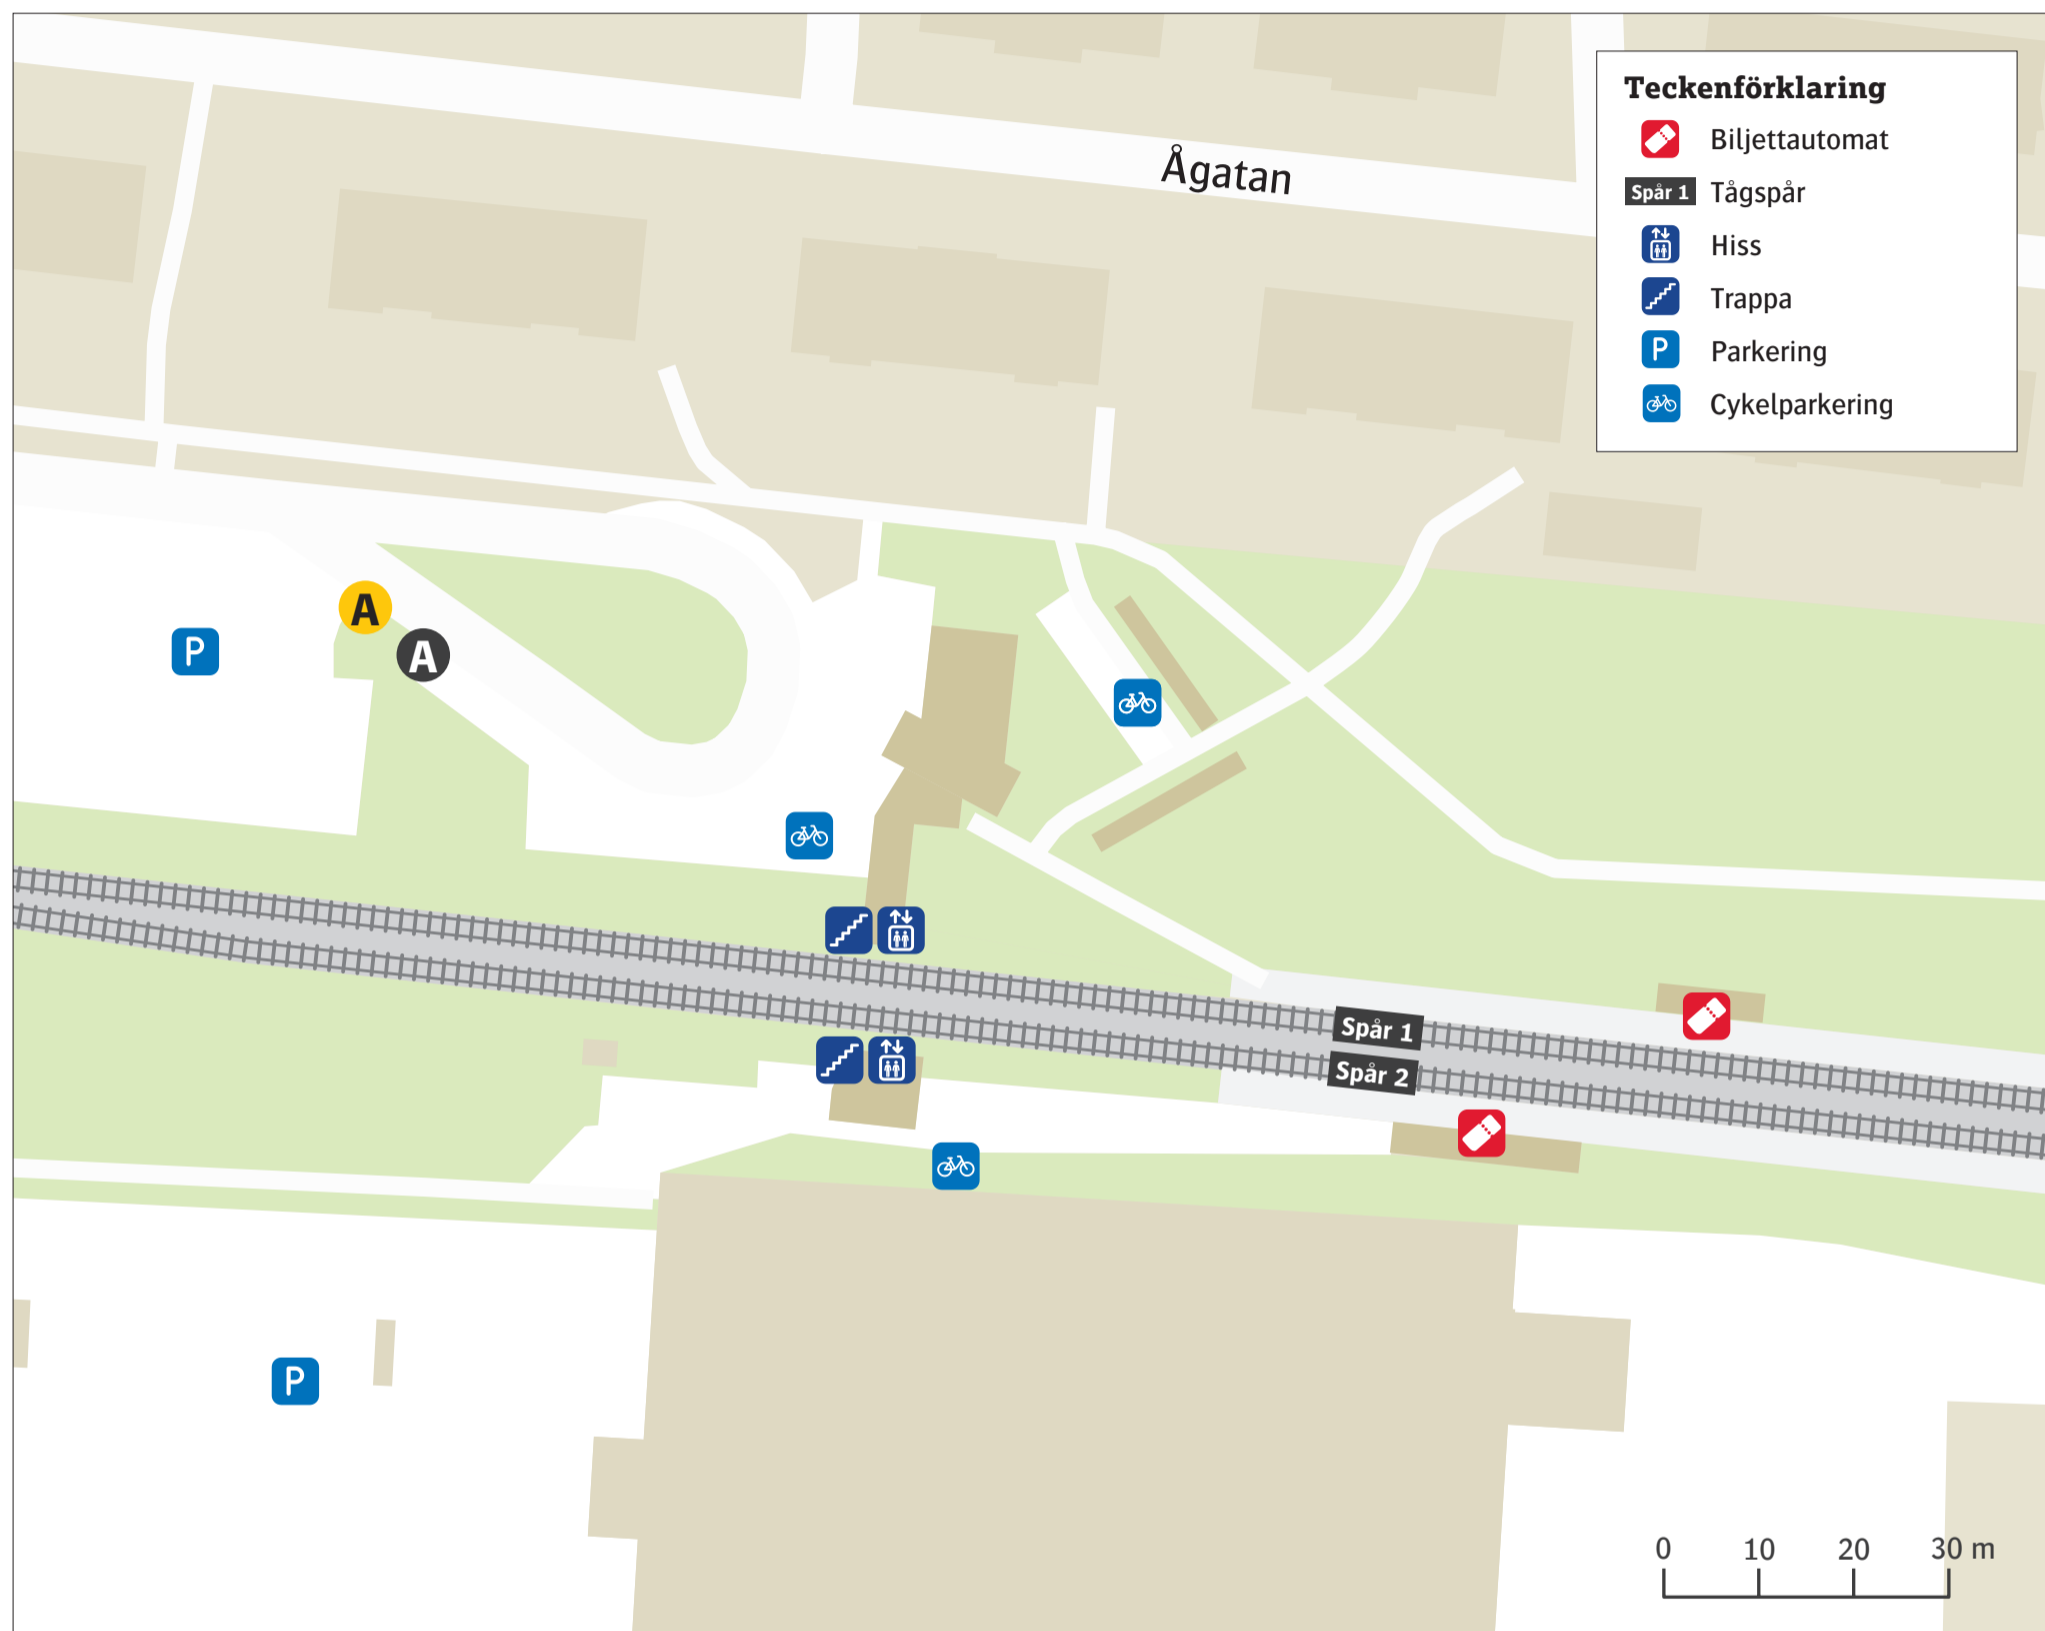 Ågatan
Teckenförklaring
Biljettautomat
Spår 1 Tågspår
Hiss
Trappa
P Parkering
Cykelparkering
A
A
P
Spår 1
Spår 2
P
0 10 20 30 m